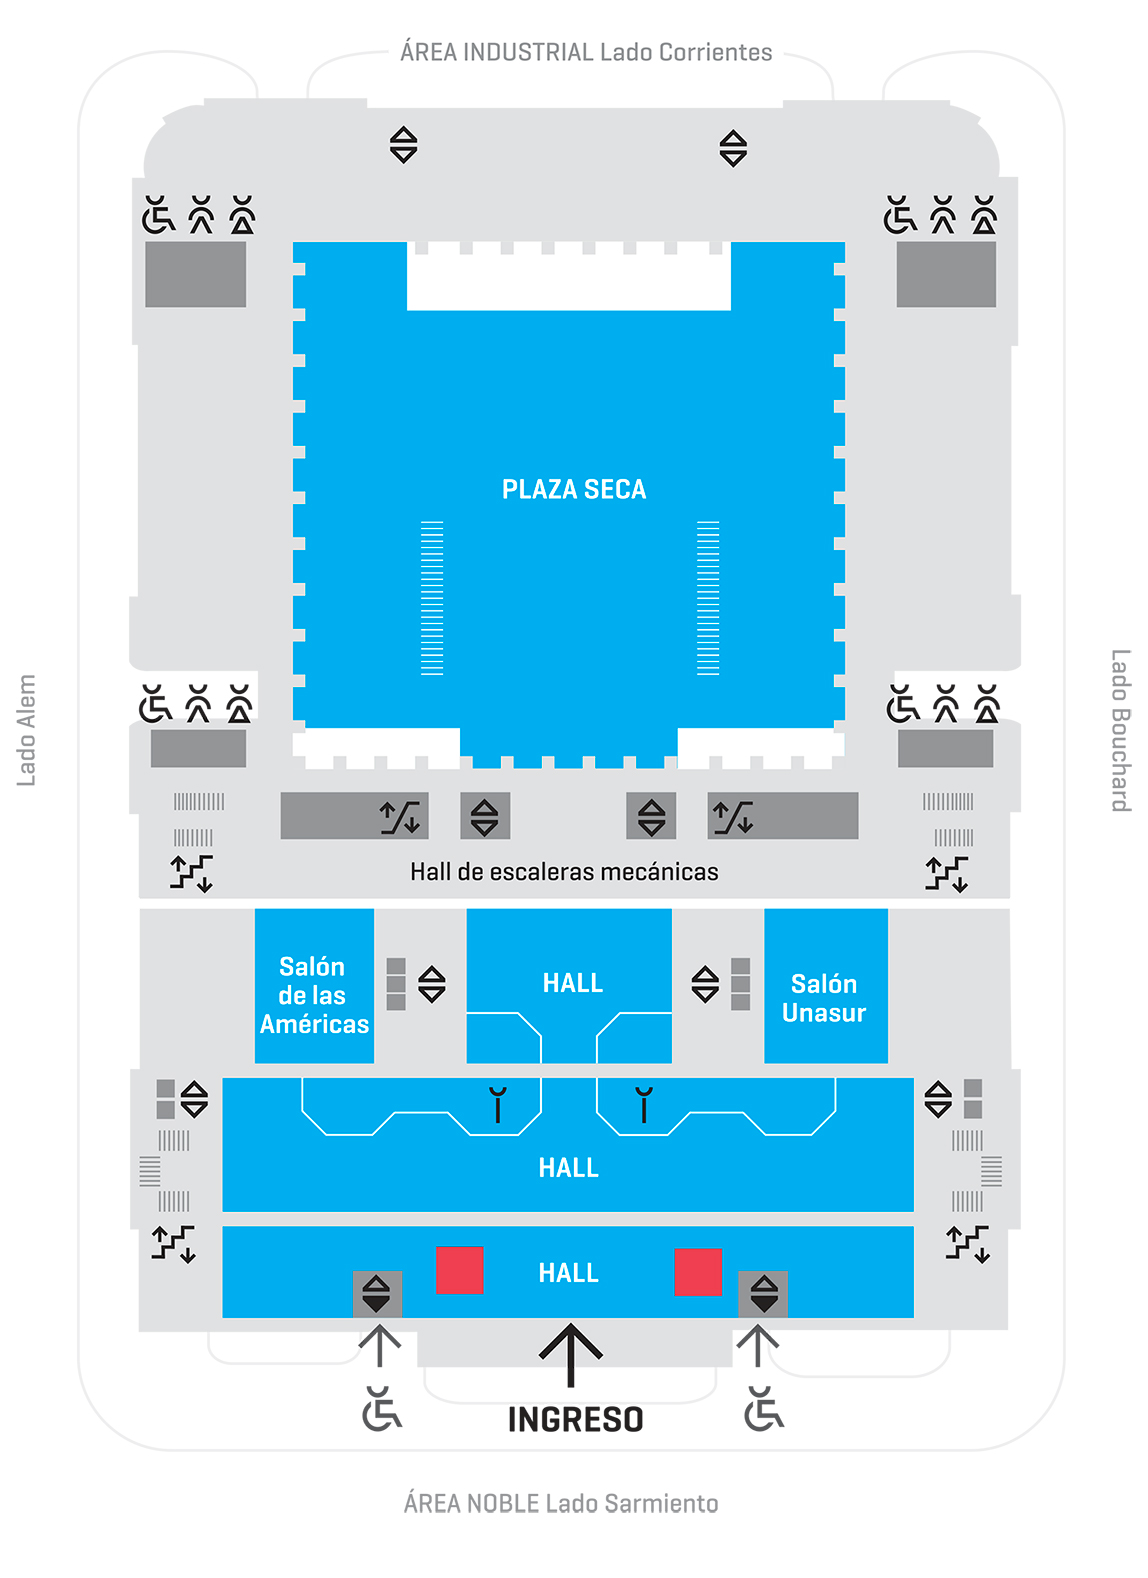 ÁREA INDUSTRIAL Lado Corrientes
PLAZA SECA
Lado Alem
Lado Bouchard
Hall de escaleras mecánicas
Salón
de las
Américas
HALL
Salón
Unasur
HALL
HALL
INGRESO
ÁREA NOBLE Lado Sarmiento